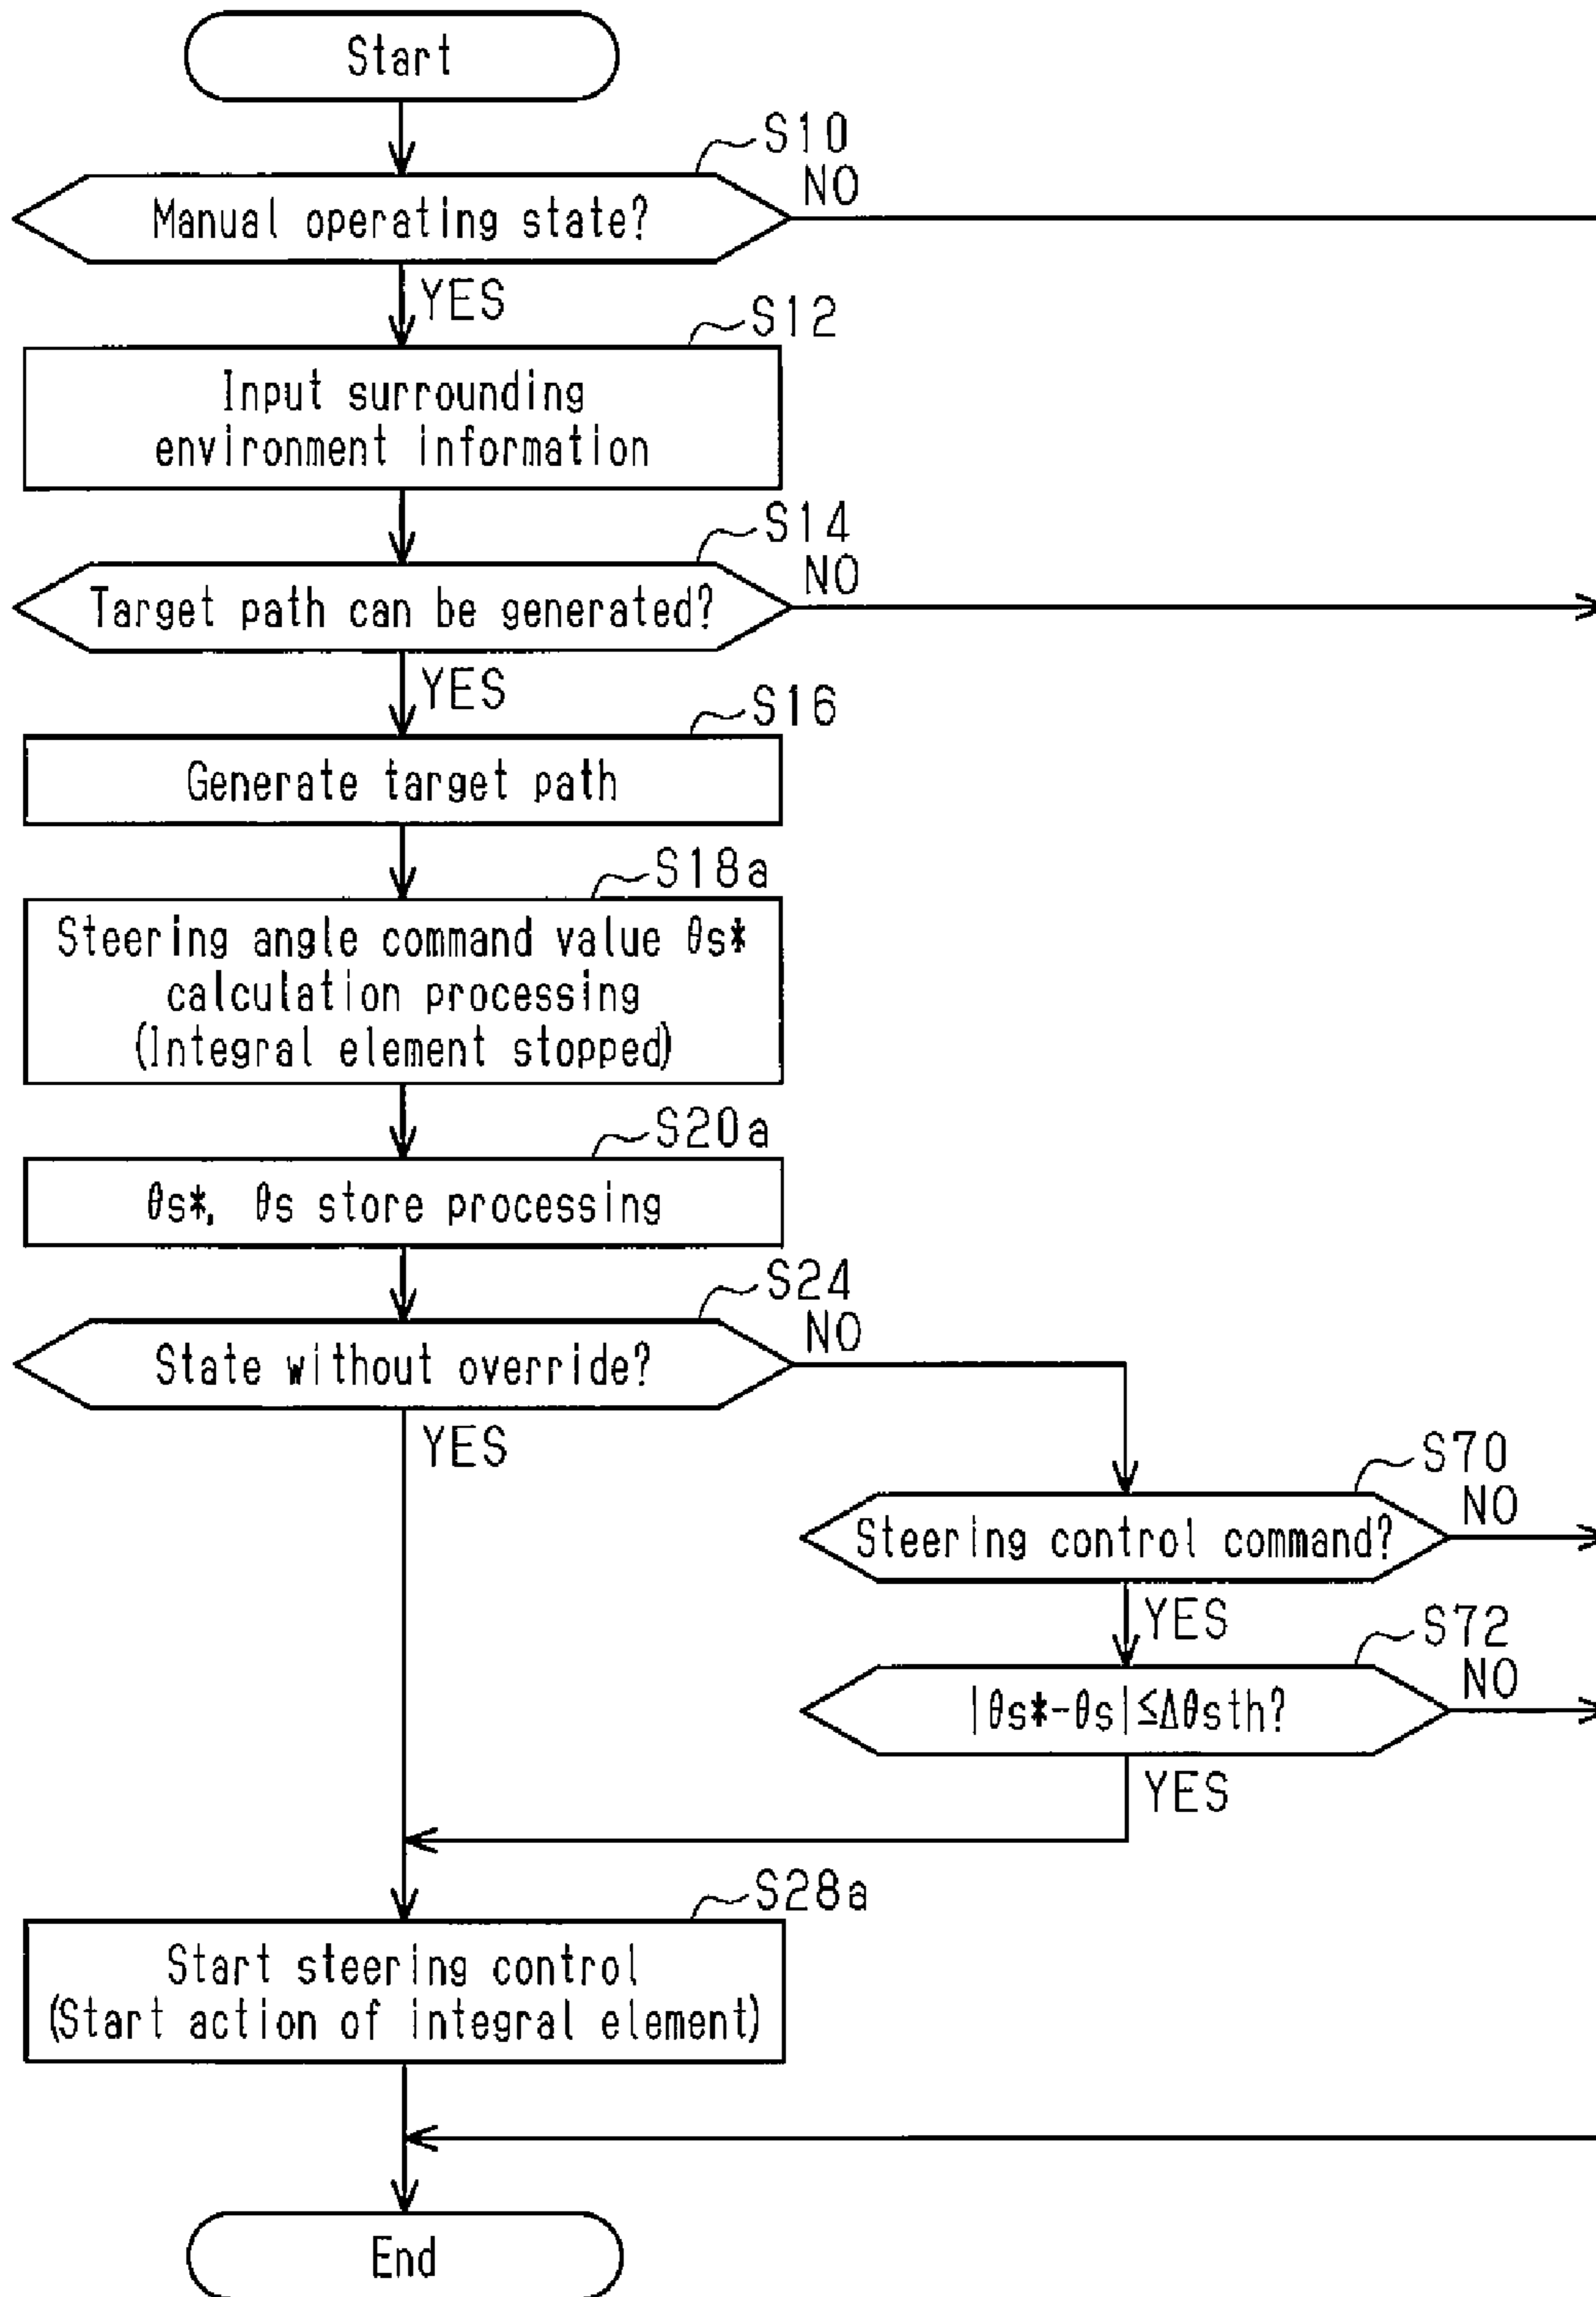 Start
S10
NO
Manual operating state?
YES
S12
Input surrounding
environment information
S14
NO
Target path can be generated?
YES
S16
Generate target path
S18a
Steering angle command value θs*
calculation processing
(Integral element stopped)
S20a
θs*, θs store processing
S24
NO
State without override?
YES
S70
NO
Steering control command?
YES
S72
NO
|θs*-θs|≤Δθsth?
YES
S28a
Start steering control
(Start action of integral element)
End